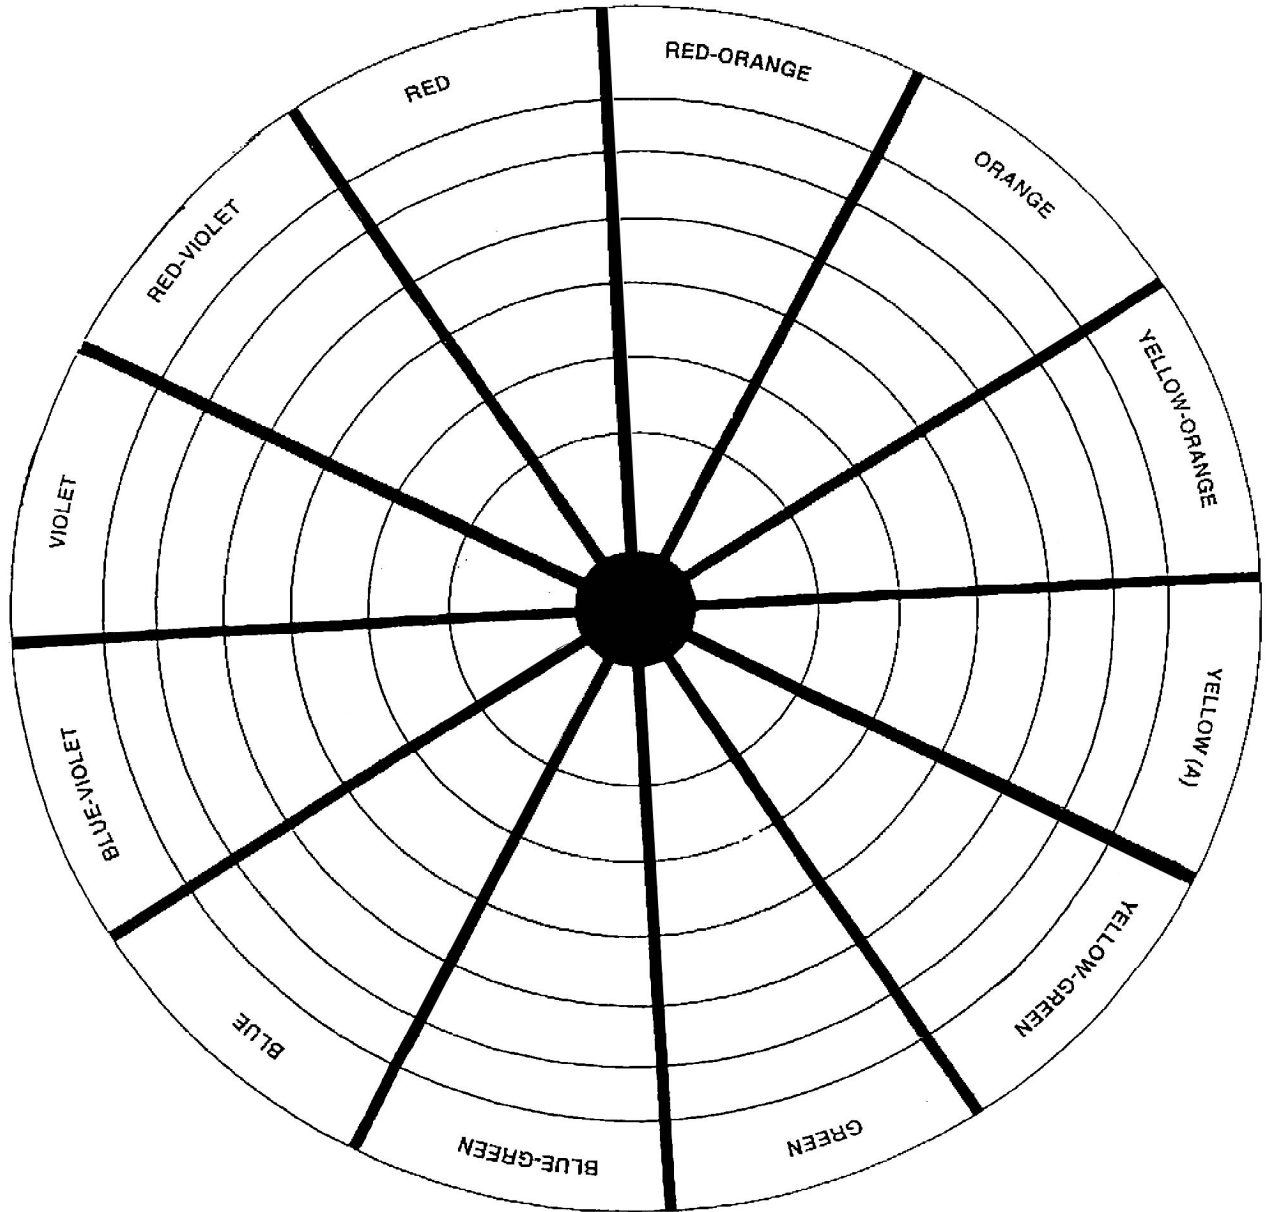 RED
RED-ORANGE
ORANGE
YELLOW-ORANGE
YELLOW (A)
YELLOW-GREEN
GREEN
BLUE-GREEN
BLUE
BLUE-VIOLET
VIOLET
RED-VIOLET